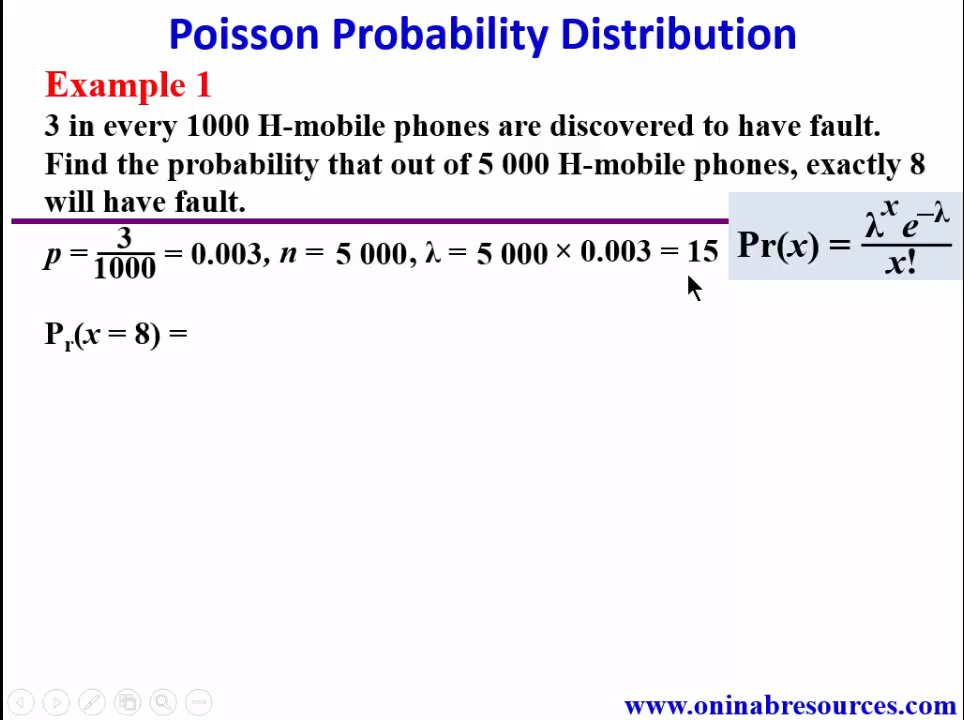 Poisson Probability Distribution
Example 1
3 in every 1000 H-mobile phones are discovered to have fault.
Find the probability that out of 5 000 H-mobile phones, exactly 8
will have fault.
p = 3/1000 = 0.003, n = 5 000, λ = 5 000 × 0.003 = 15
Pr(x) = λ^x e^–λ / x!
P_r(x = 8) =
www.oninabresources.com